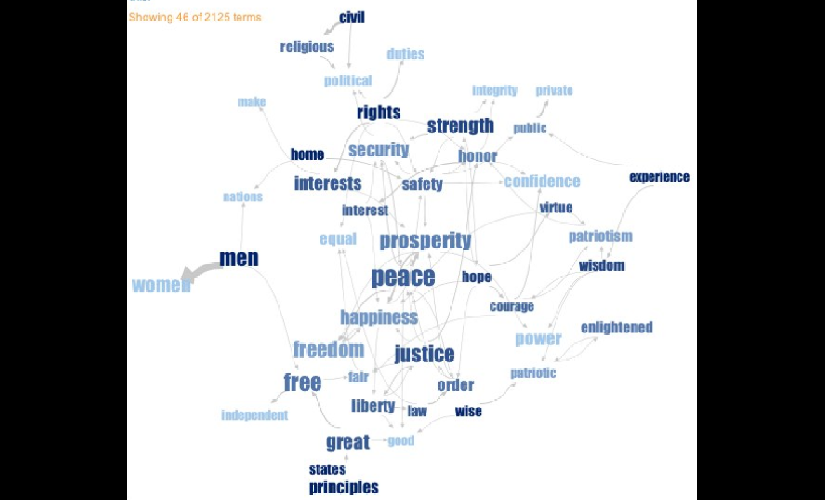 Showing 46 of 2125 terms
civil
religious
duties
political
integrity
private
make
rights
strength
public
security
home
honor
interests
safety
confidence
experience
nations
interest
virtue
equal
prosperity
patriotism
men
wisdom
women
peace
hope
courage
happiness
enlightened
power
freedom
justice
patriotic
free
fair
order
liberty
law
wise
independent
great
good
states
principles